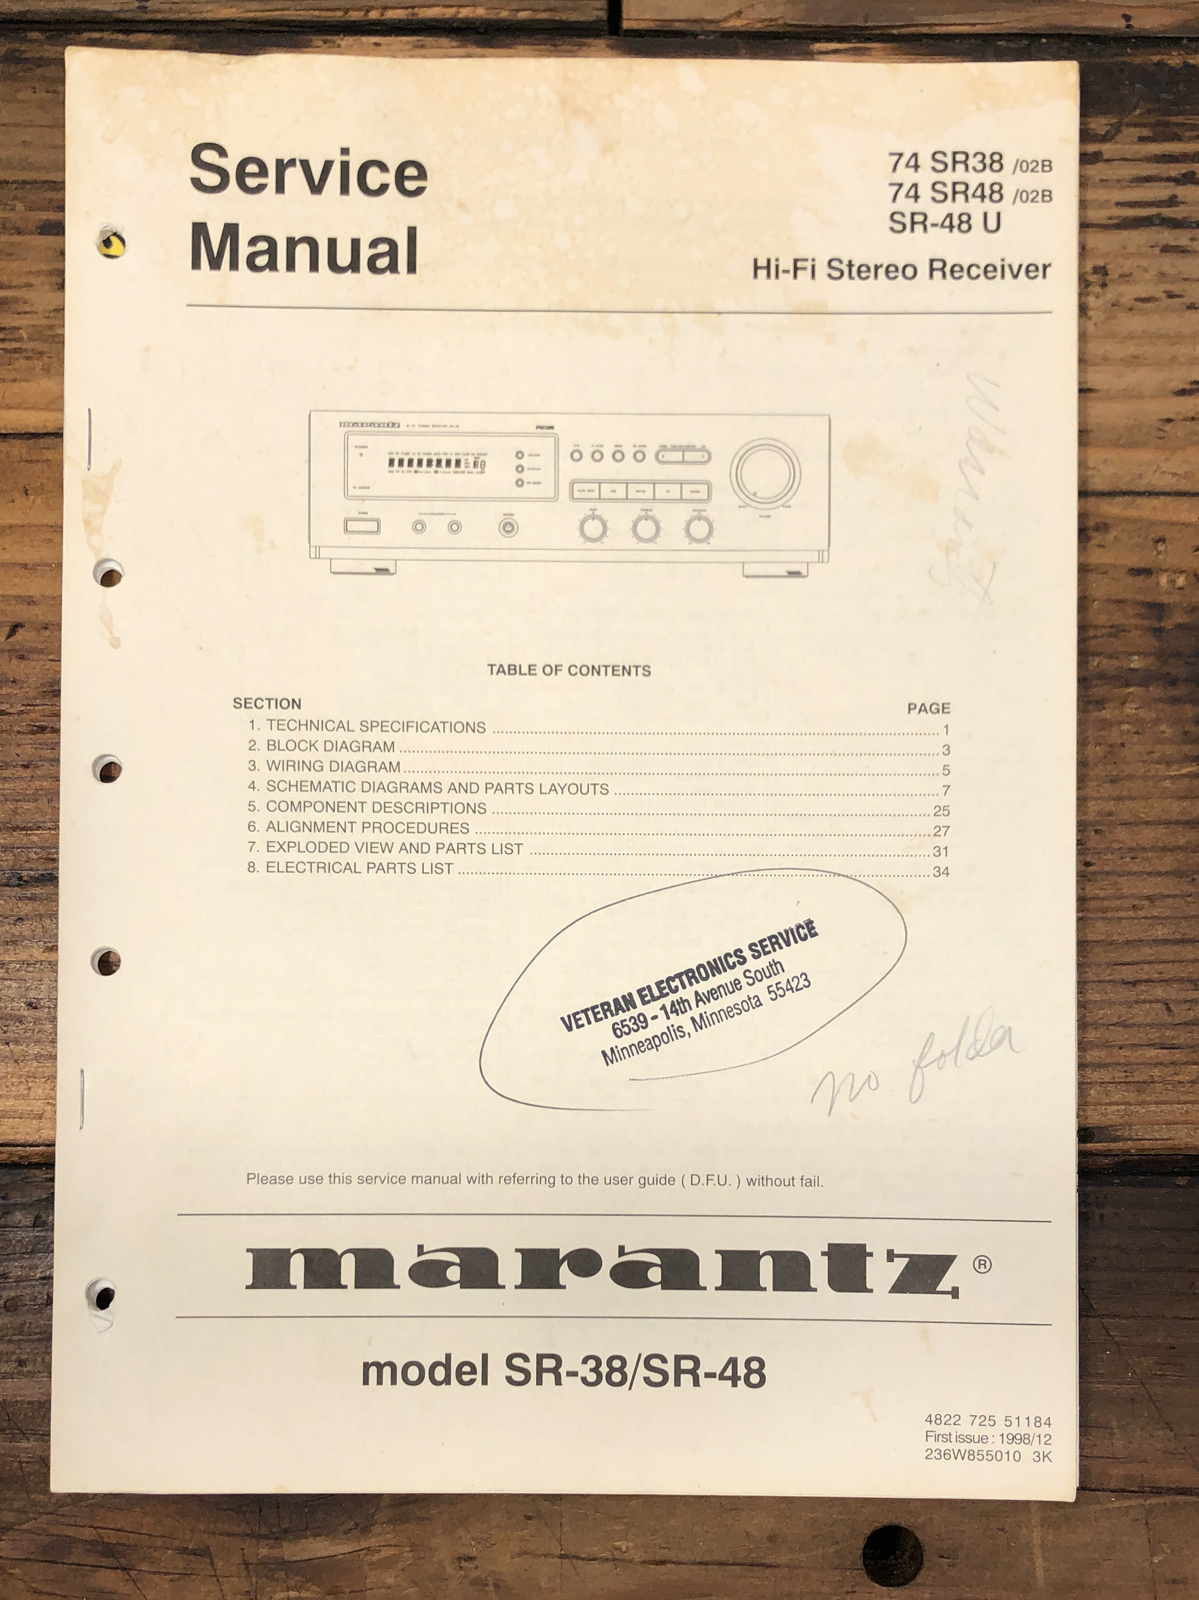 Service
Manual
74 SR38 /02B
74 SR48 /02B
SR-48 U
Hi-Fi Stereo Receiver
marantz
TABLE OF CONTENTS
SECTION PAGE
1. TECHNICAL SPECIFICATIONS ........ 1
2. BLOCK DIAGRAM ........ 3
3. WIRING DIAGRAM ........ 5
4. SCHEMATIC DIAGRAMS AND PARTS LAYOUTS ........ 7
5. COMPONENT DESCRIPTIONS ........ 25
6. ALIGNMENT PROCEDURES ........ 27
7. EXPLODED VIEW AND PARTS LIST ........ 31
8. ELECTRICAL PARTS LIST ........ 34
VETERAN ELECTRONICS SERVICE
6539 - 14th Avenue South
Minneapolis, Minnesota 55423
no folder
Please use this service manual with referring to the user guide ( D.F.U. ) without fail.
marantz ®
model SR-38/SR-48
4822 725 51184
First issue : 1998/12
236W855010 3K